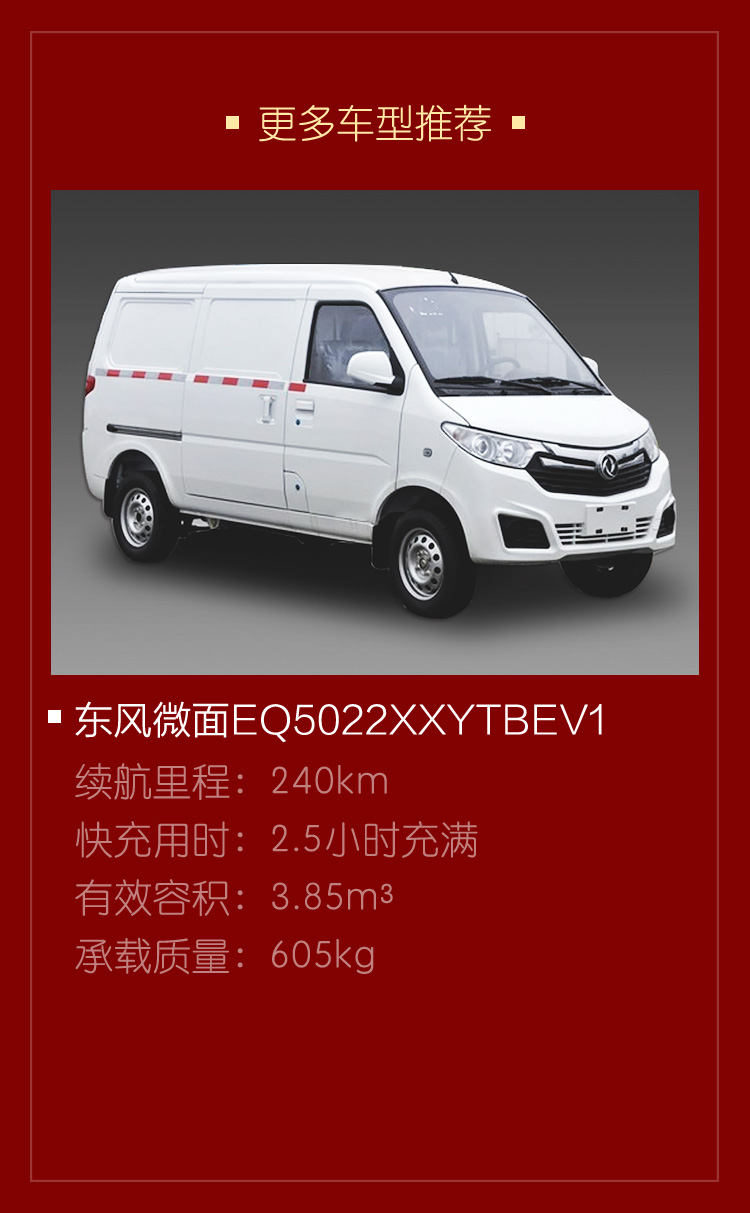 更多车型推荐
东风微面EQ5022XXYTBEV1
续航里程：240km
快充用时：2.5小时充满
有效容积：3.85m³
承载质量：605kg